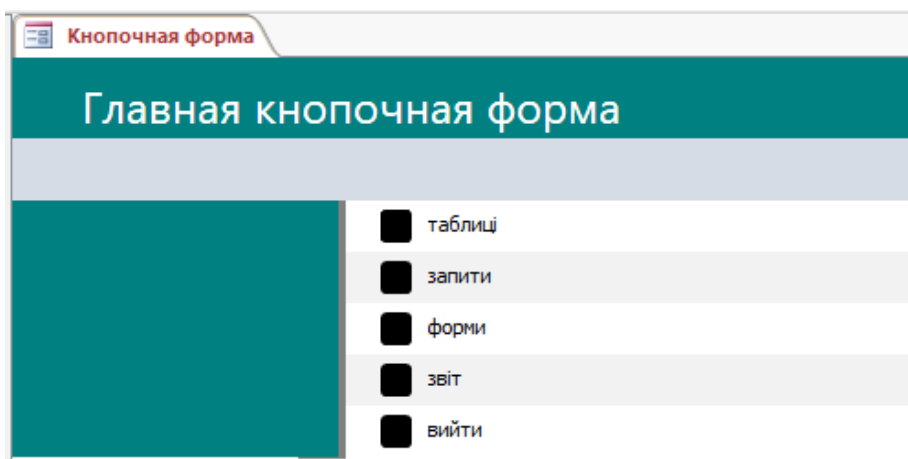 Кнопочная форма
Главная кнопочная форма
таблиці
запити
форми
звіт
вийти